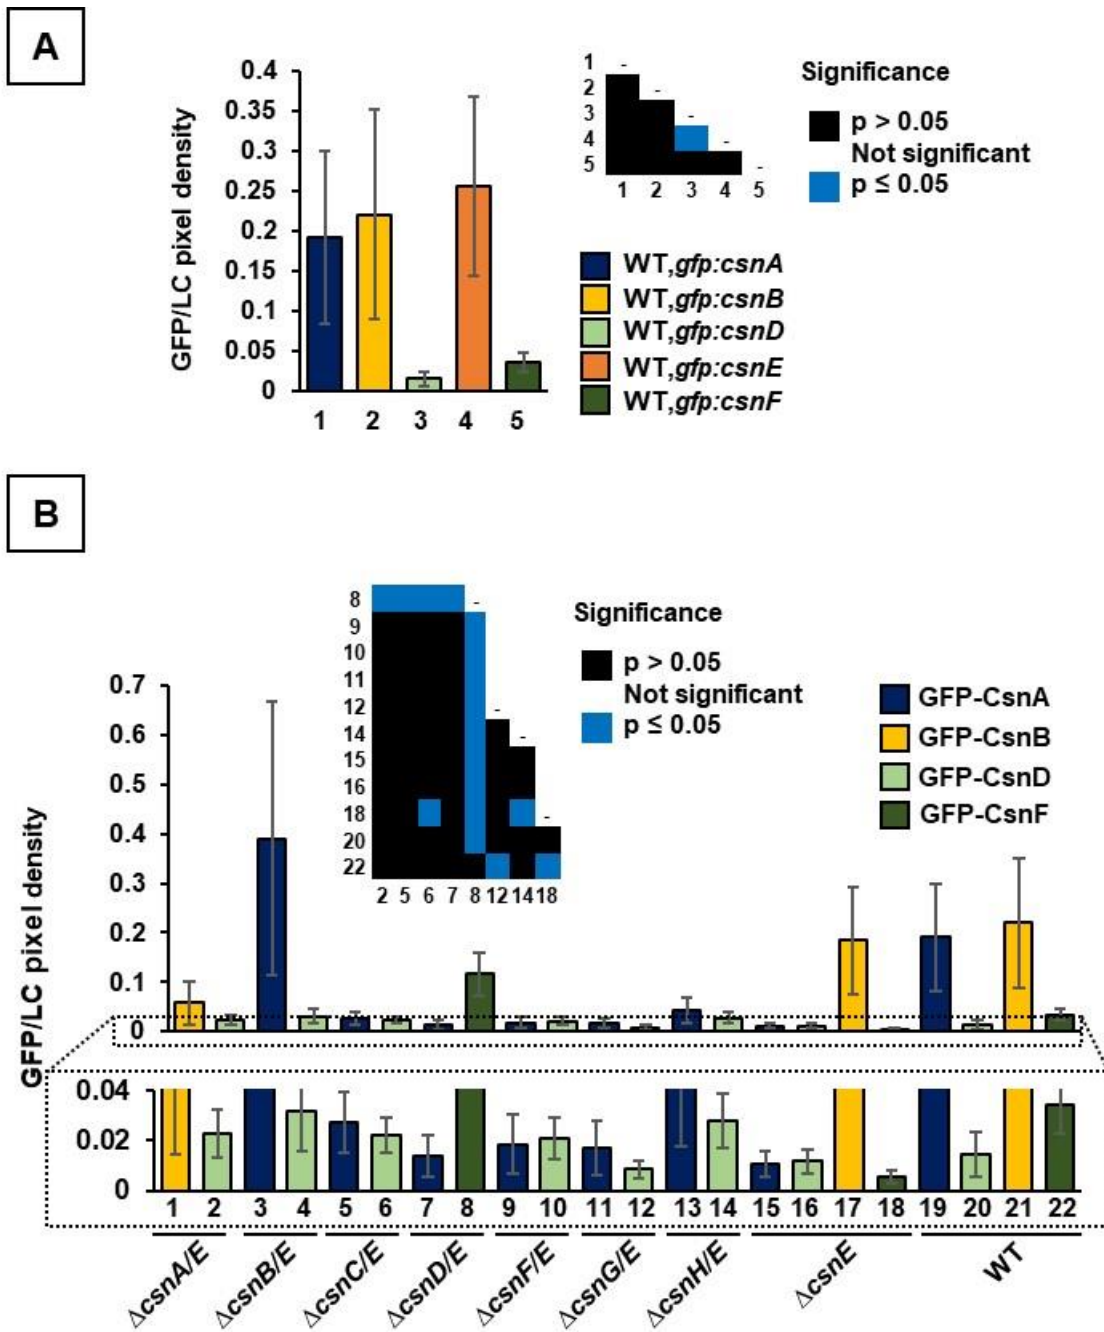 A
0.4
0.35
0.3
0.25
0.2
0.15
0.1
0.05
0
GFP/LC pixel density
1 2 3 4 5
1 -
2 -
3 -
4 -
5 -
1 2 3 4 5
Significance
p > 0.05
Not significant
p ≤ 0.05
WT,gfp:csnA
WT,gfp:csnB
WT,gfp:csnD
WT,gfp:csnE
WT,gfp:csnF
B
8 -
9
10
11
12 -
14 -
15
16
18 -
20
22
2 5 6 7 8 12 14 18
Significance
p > 0.05
Not significant
p ≤ 0.05
GFP-CsnA
GFP-CsnB
GFP-CsnD
GFP-CsnF
0.7
0.6
0.5
0.4
0.3
0.2
0.1
0
GFP/LC pixel density
0.04
0.02
0
1 2 3 4 5 6 7 8 9 10 11 12 13 14 15 16 17 18 19 20 21 22
ΔcsnA/E
ΔcsnB/E
ΔcsnC/E
ΔcsnD/E
ΔcsnF/E
ΔcsnG/E
ΔcsnH/E
ΔcsnE
WT